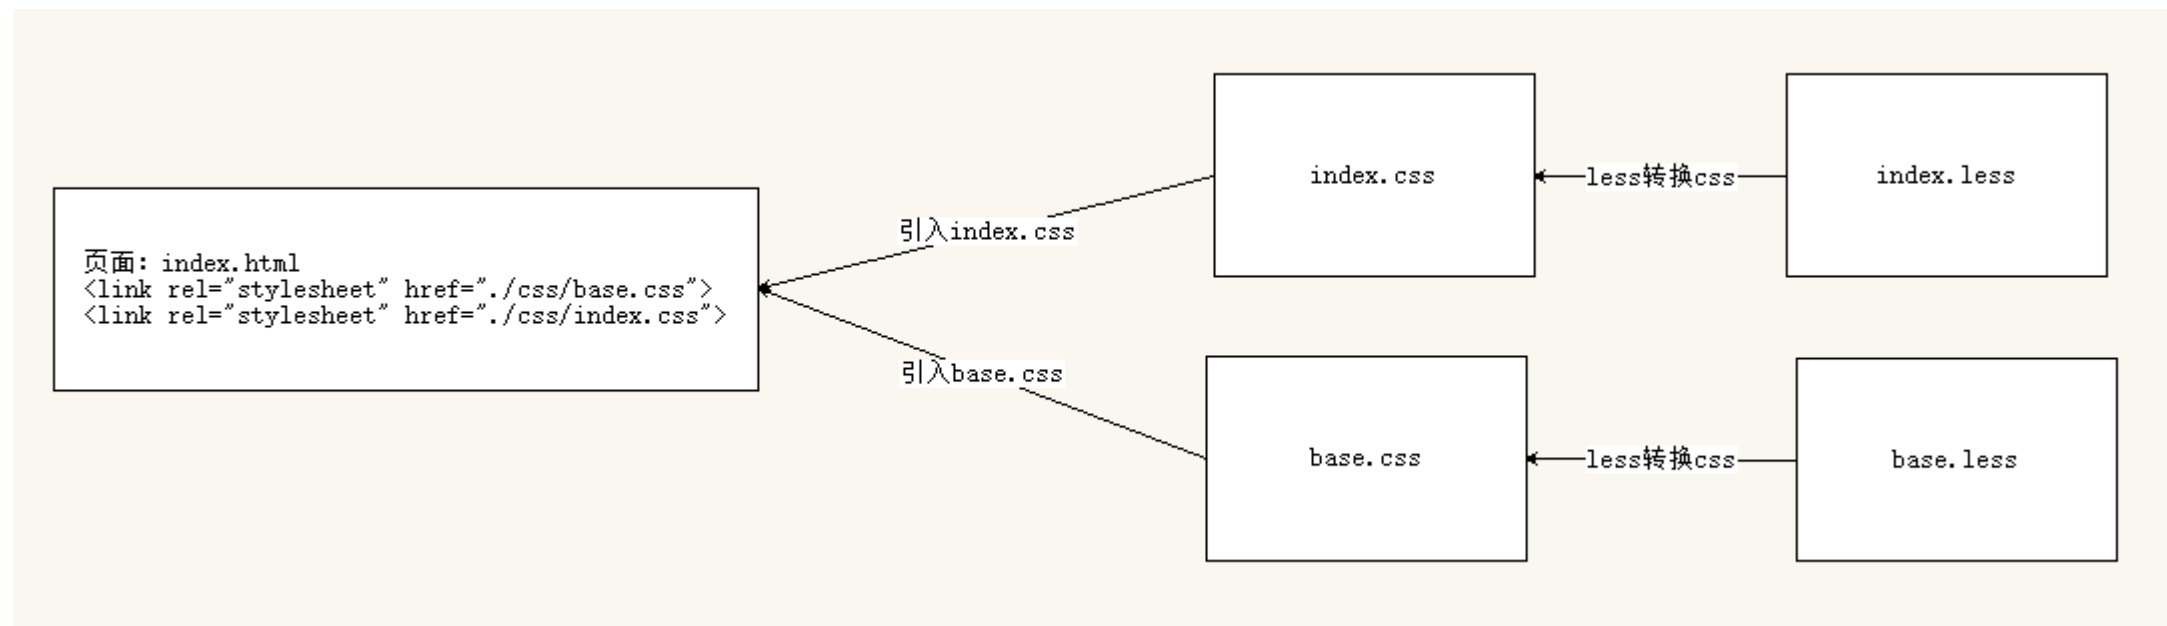 页面：index.html
<link rel="stylesheet" href="./css/base.css">
<link rel="stylesheet" href="./css/index.css">
引入index.css
引入base.css
index.css
less转换css
index.less
base.css
less转换css
base.less